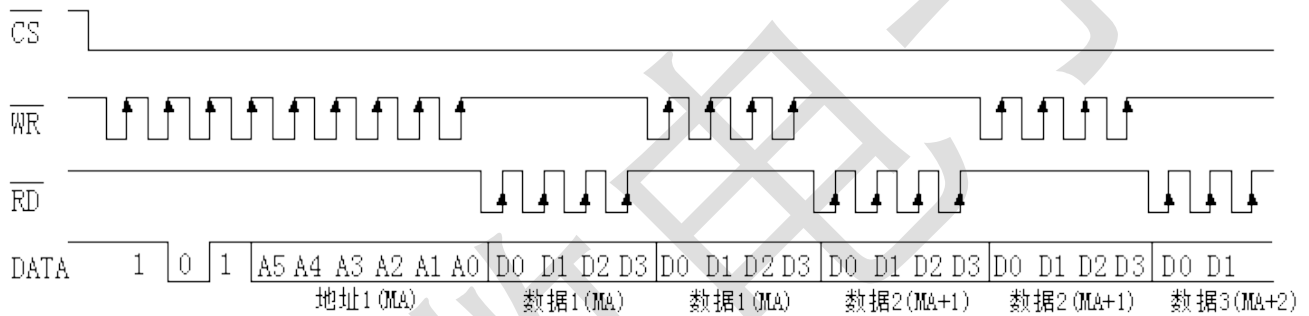 CS
WR
RD
DATA 1 0 1 A5 A4 A3 A2 A1 A0 D0 D1 D2 D3 D0 D1 D2 D3 D0 D1 D2 D3 D0 D1 D2 D3 D0 D1
地址1(MA) 数据1(MA) 数据1(MA) 数据2(MA+1) 数据2(MA+1) 数据3(MA+2)